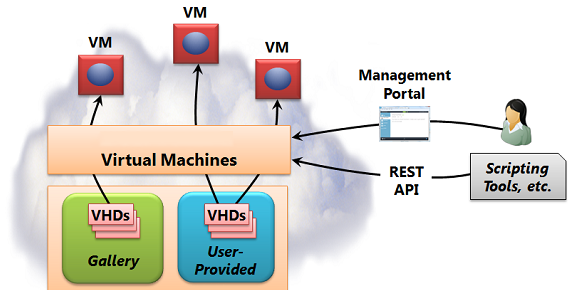 VM
VM
VM
Management
Portal
Virtual Machines
REST
API
Scripting
Tools, etc.
VHDs
Gallery
VHDs
User-
Provided